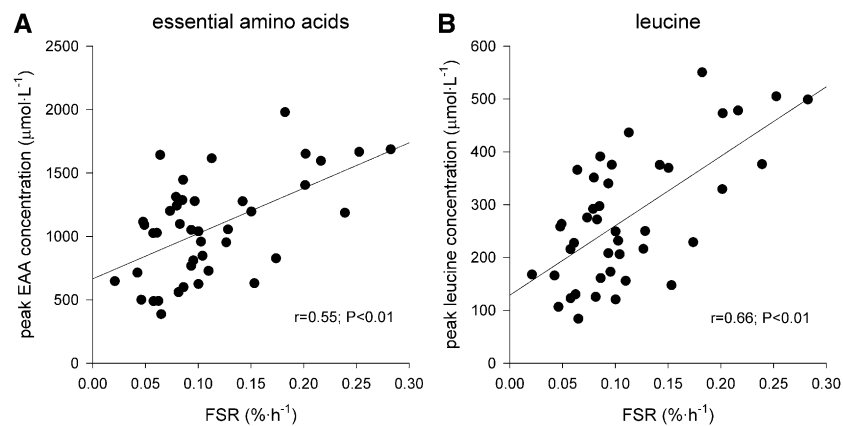 A essential amino acids
peak EAA concentration (μmol·L⁻¹)
2500
2000
1500
1000
500
0
r=0.55; P<0.01
0.00 0.05 0.10 0.15 0.20 0.25 0.30
FSR (%·h⁻¹)
B leucine
peak leucine concentration (μmol·L⁻¹)
600
500
400
300
200
100
0
r=0.66; P<0.01
0.00 0.05 0.10 0.15 0.20 0.25 0.30
FSR (%·h⁻¹)